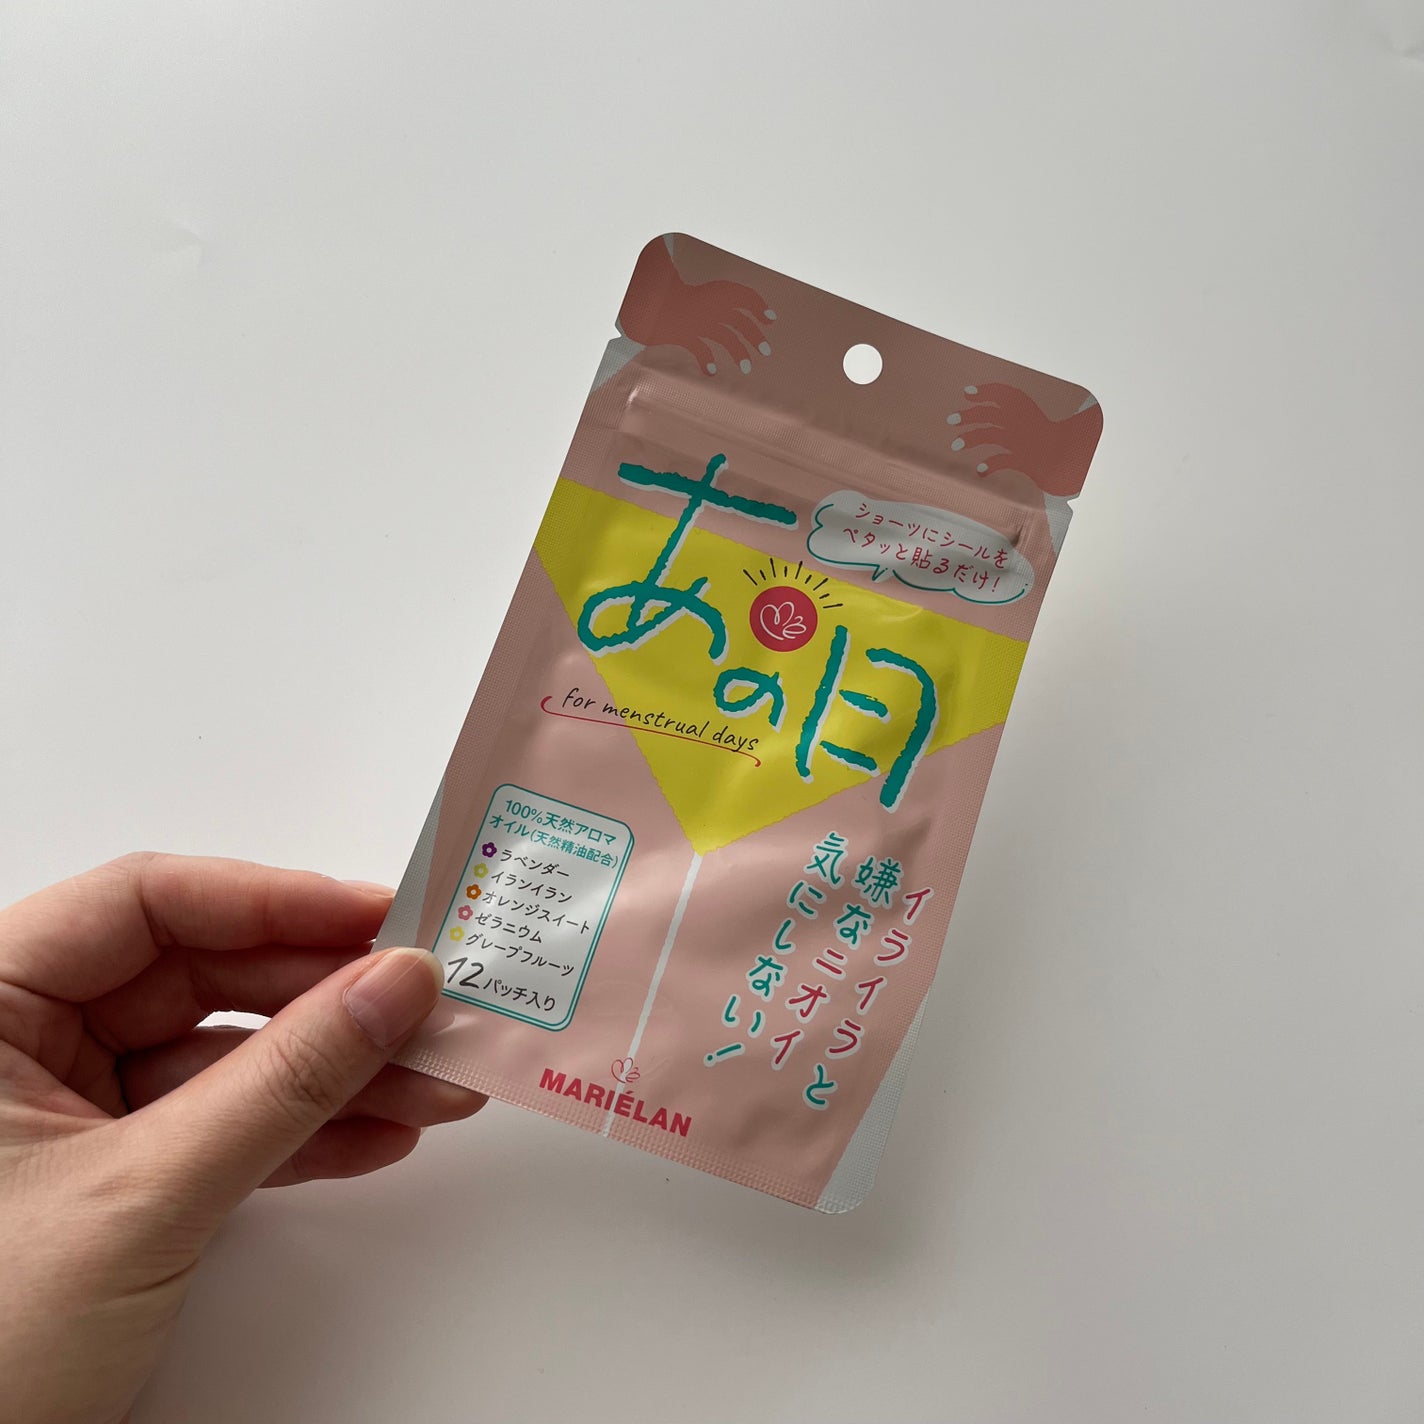 ショーツにシールを
ペタッと貼るだけ！
あの日
for menstrual days
100%天然アロマ
オイル(天然精油配合)
ラベンダー
イランイラン
オレンジスイート
ゼラニウム
グレープフルーツ
12パッチ入り
イライラと
嫌なニオイ
気にしない！
MARIÉLAN